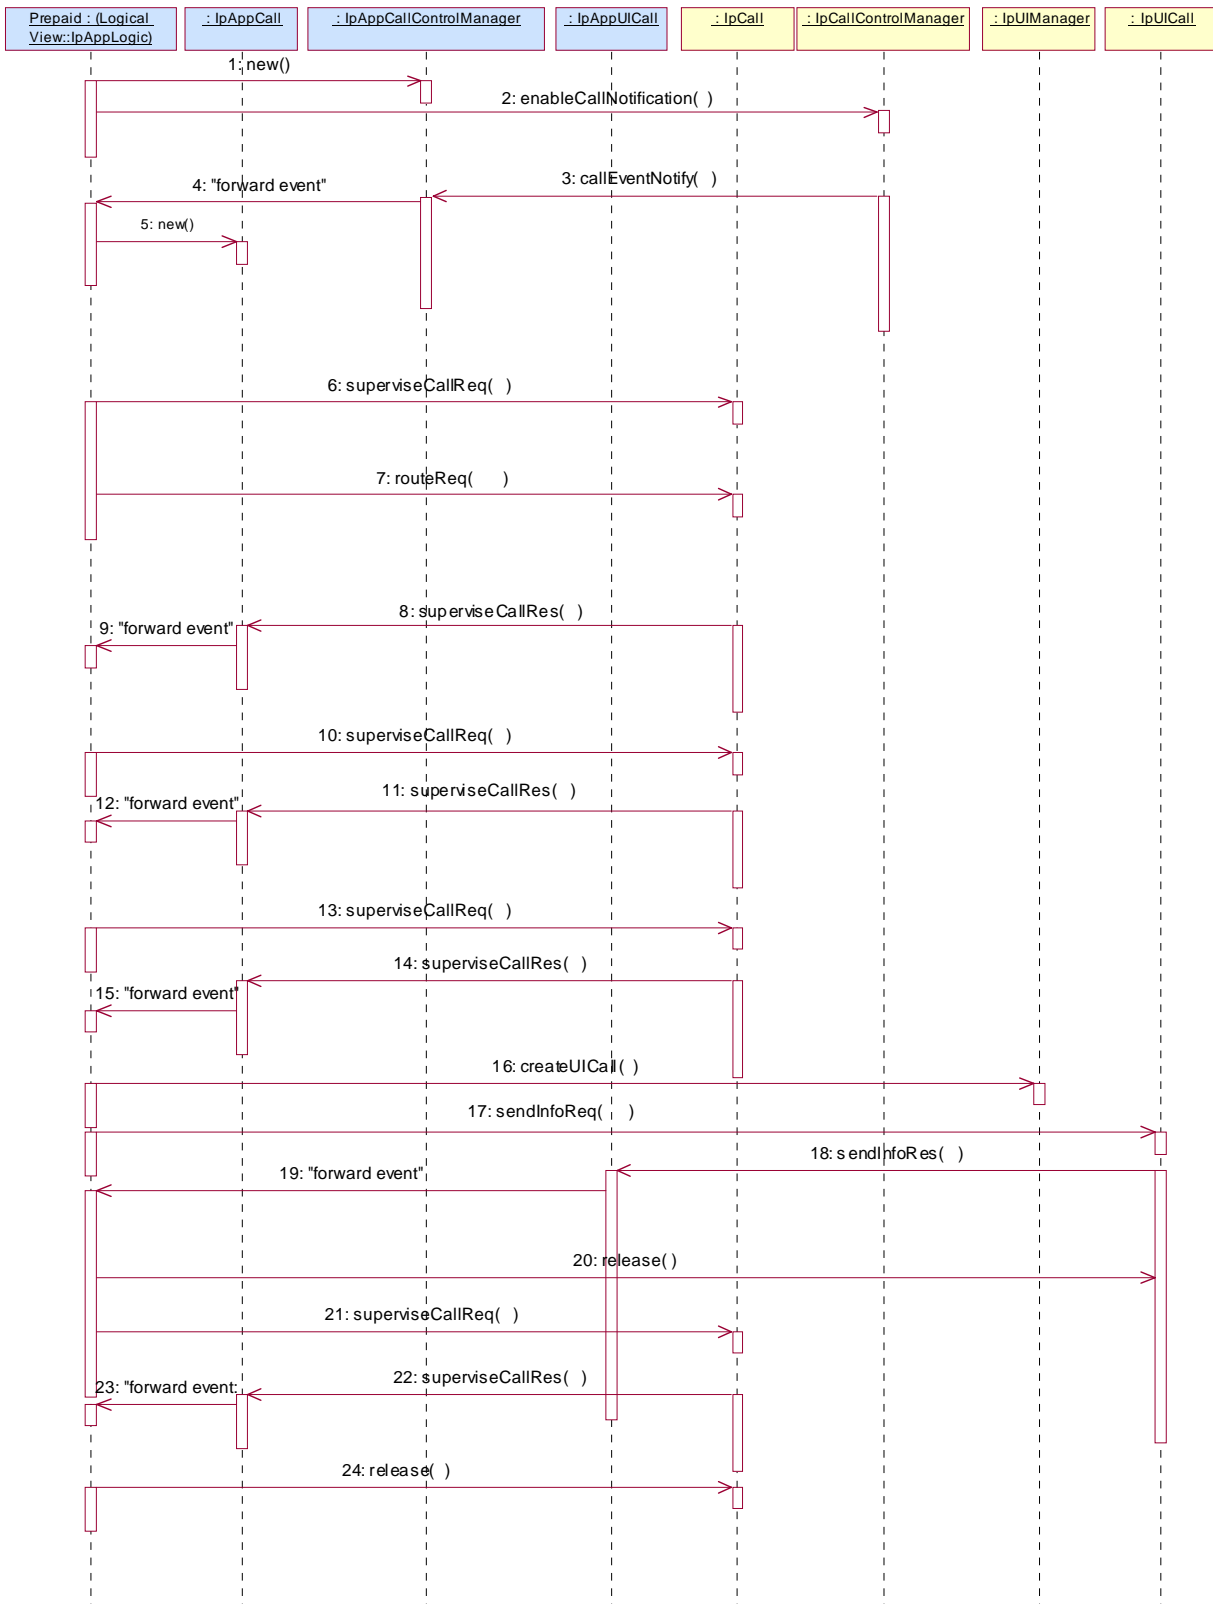 Prepaid : (Logical
View::IpAppLogic)
: IpAppCall
: IpAppCallControlManager
: IpAppUICall
: IpCall
: IpCallControlManager
: IpUIManager
: IpUICall
1: new()
2: enableCallNotification( )
3: callEventNotify( )
4: "forward event"
5: new()
6: superviseCallReq( )
7: routeReq( )
8: superviseCallRes( )
9: "forward event"
10: superviseCallReq( )
11: superviseCallRes( )
12: "forward event"
13: superviseCallReq( )
14: superviseCallRes( )
15: "forward event"
16: createUICall( )
17: sendInfoReq( )
18: sendInfoRes( )
19: "forward event"
20: release( )
21: superviseCallReq( )
22: superviseCallRes( )
23: "forward event:
24: release( )